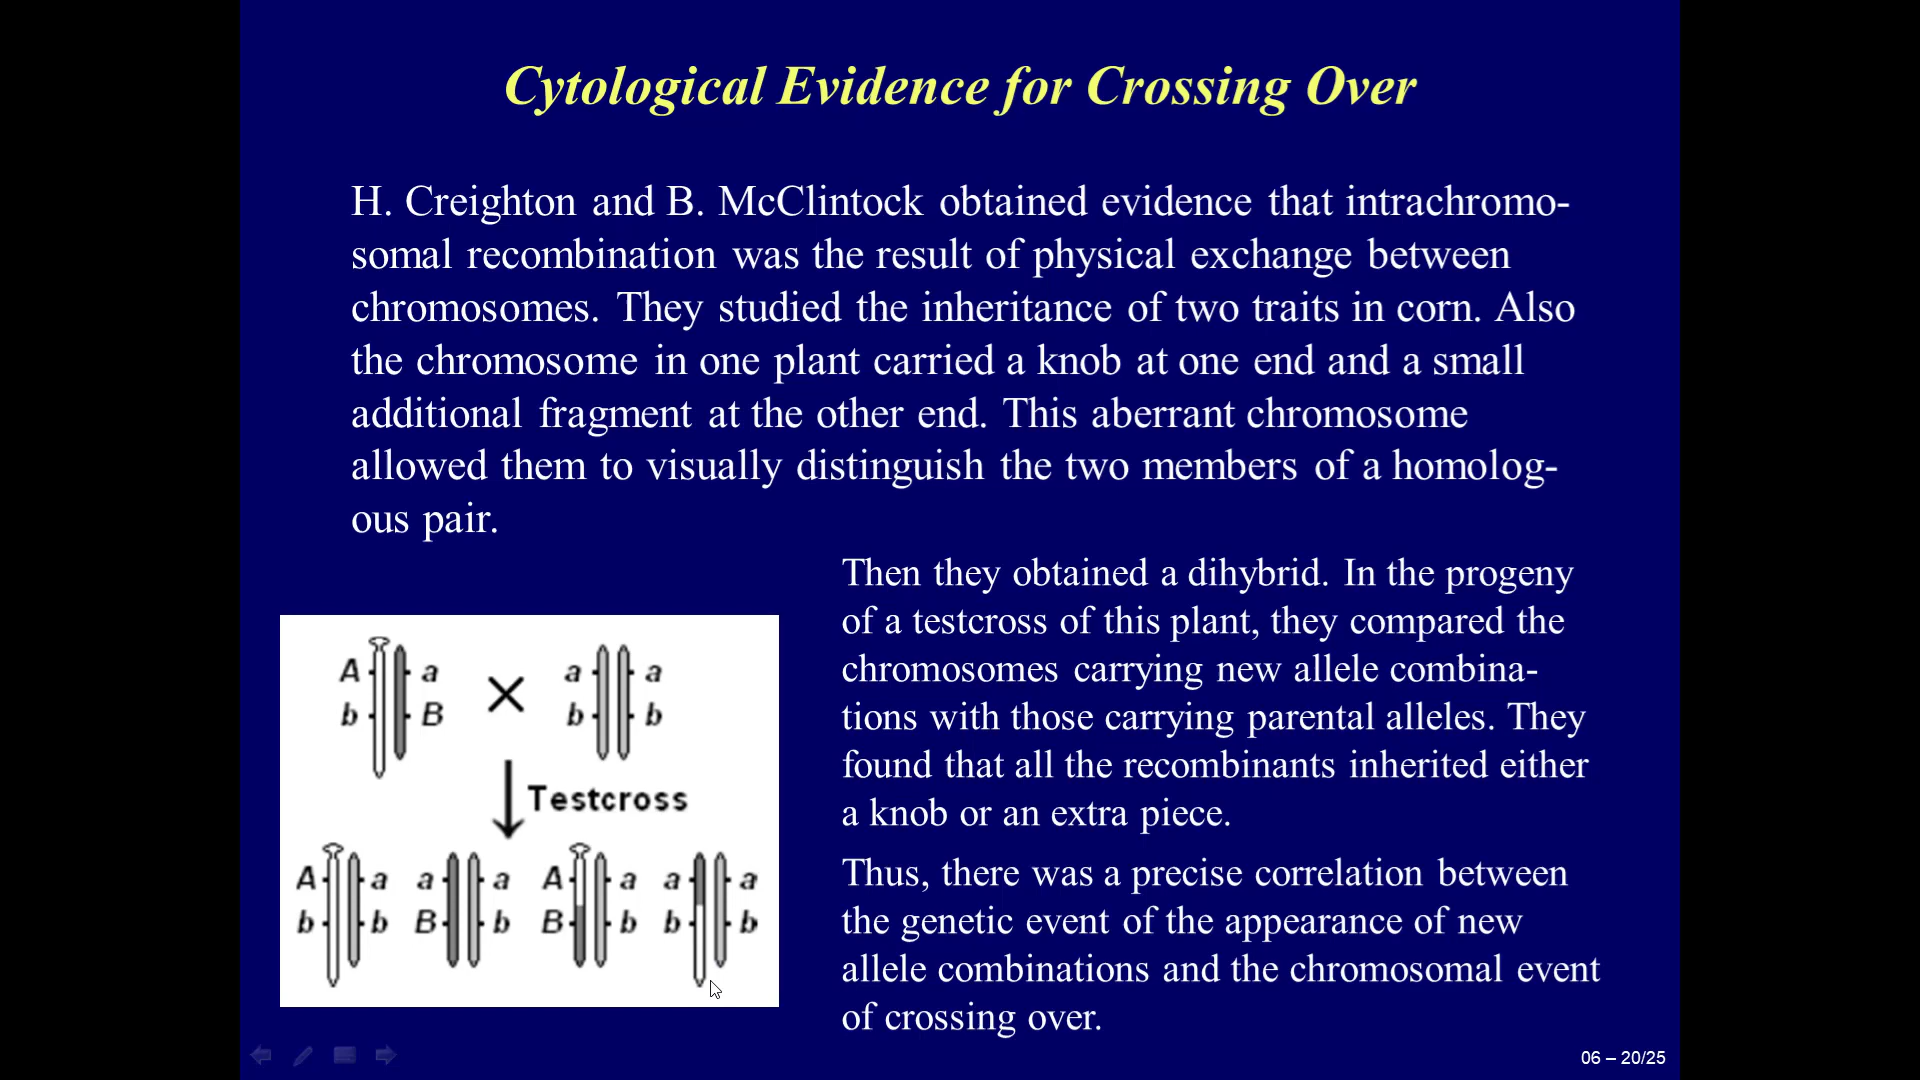 Cytological Evidence for Crossing Over
H. Creighton and B. McClintock obtained evidence that intrachromo-
somal recombination was the result of physical exchange between
chromosomes. They studied the inheritance of two traits in corn. Also
the chromosome in one plant carried a knob at one end and a small
additional fragment at the other end. This aberrant chromosome
allowed them to visually distinguish the two members of a homolog-
ous pair.
Then they obtained a dihybrid. In the progeny
of a testcross of this plant, they compared the
chromosomes carrying new allele combina-
tions with those carrying parental alleles. They
found that all the recombinants inherited either
a knob or an extra piece.
Thus, there was a precise correlation between
the genetic event of the appearance of new
allele combinations and the chromosomal event
of crossing over.
A a × a a
b B b b
Testcross
A a a a A a a a
b b B b B b b b
06 – 20/25